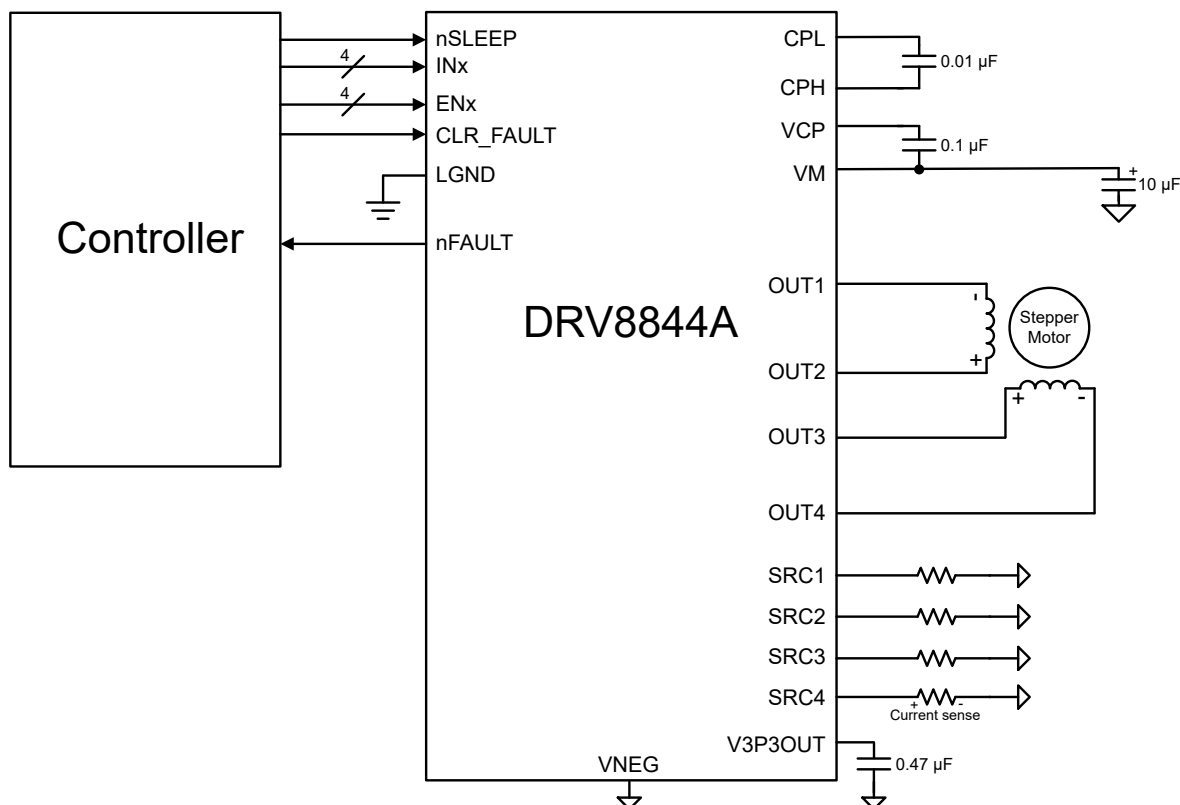 Controller
nSLEEP
4
INx
4
ENx
CLR_FAULT
LGND
nFAULT
DRV8844A
CPL
0.01 µF
CPH
VCP
0.1 µF
VM
+
10 µF
OUT1
-
Stepper
Motor
+
OUT2
+ -
OUT3
OUT4
SRC1
SRC2
SRC3
SRC4
+ -
Current sense
V3P3OUT
0.47 µF
VNEG